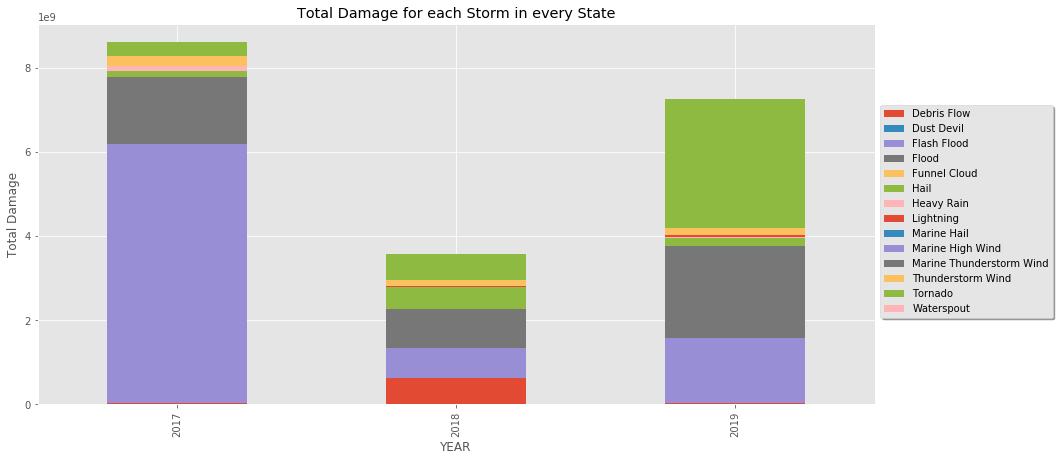 Total Damage for each Storm in every State
1e9
8
6
4
2
0
Total Damage
2017
2018
2019
YEAR
Debris Flow
Dust Devil
Flash Flood
Flood
Funnel Cloud
Hail
Heavy Rain
Lightning
Marine Hail
Marine High Wind
Marine Thunderstorm Wind
Thunderstorm Wind
Tornado
Waterspout